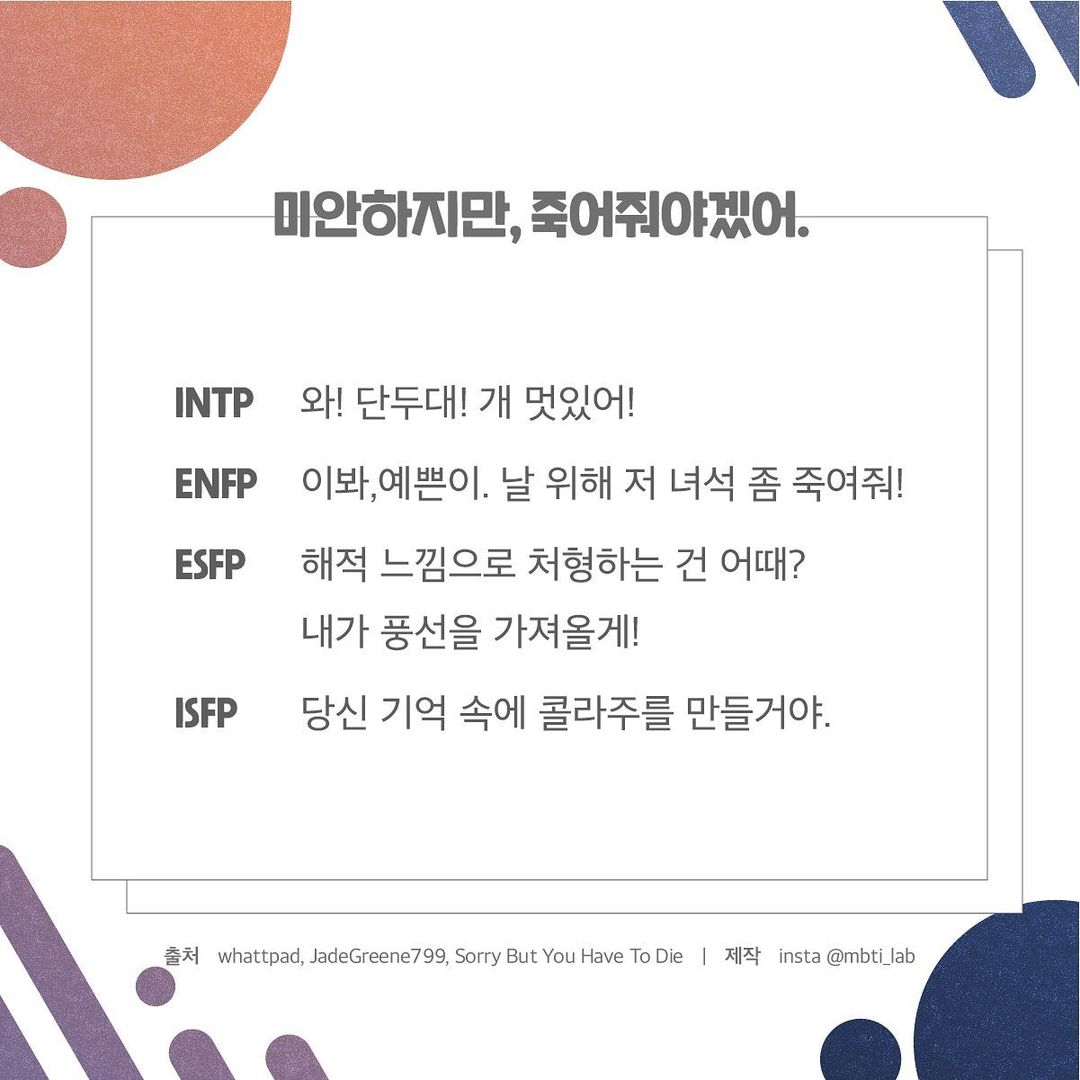 미안하지만, 죽어줘야겠어.
INTP 와! 단두대! 개 멋있어!
ENFP 이봐,예쁜이. 날 위해 저 녀석 좀 죽여줘!
ESFP 해적 느낌으로 처형하는 건 어때?
내가 풍선을 가져올게!
ISFP 당신 기억 속에 콜라주를 만들거야.
출처 whattpad, JadeGreene799, Sorry But You Have To Die | 제작 insta @mbti_lab